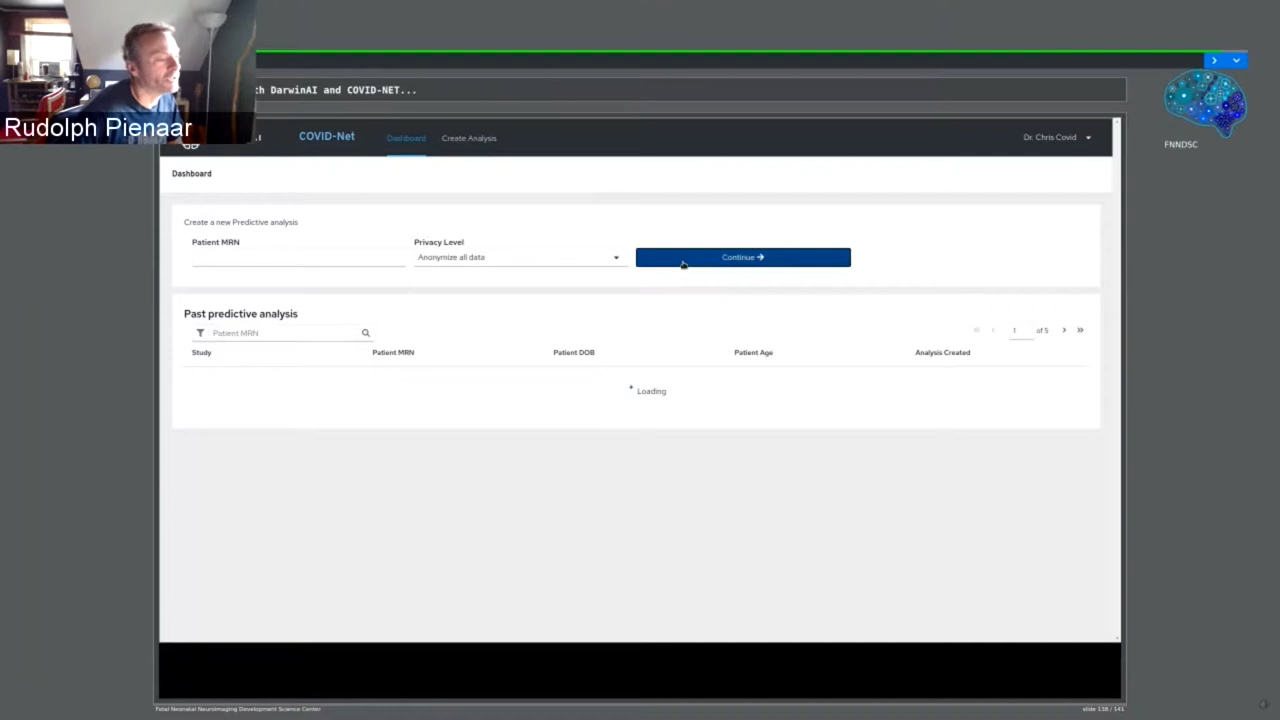 th DarwinAI and COVID-NET...
Rudolph Pienaar
FNNDSC
COVID-Net
Dashboard
Create Analysis
Dr. Chris Covid
Dashboard
Create a new Predictive analysis
Patient MRN
Privacy Level
Anonymize all data
Continue
Past predictive analysis
Patient MRN
1 of 5
Study
Patient MRN
Patient DOB
Patient Age
Analysis Created
Loading
Fetal Neonatal Neuroimaging Development Science Center
slide 138 / 141